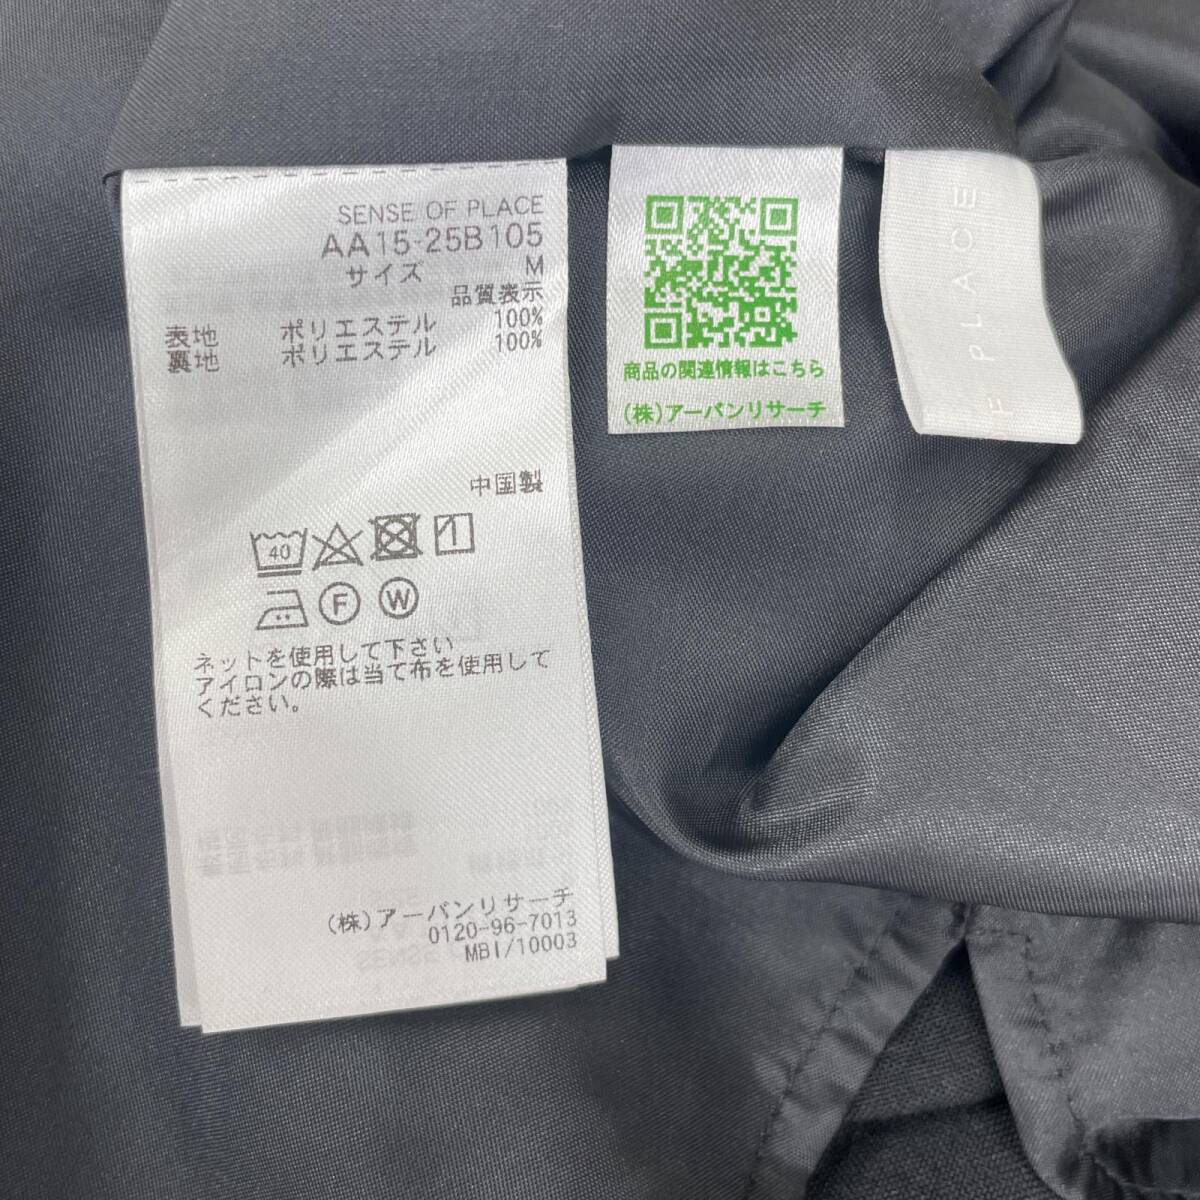 SENSE OF PLACE
AA15-25B105
サイズ M
品質表示
表地 ポリエステル 100%
裏地 ポリエステル 100%
中国製
40
F W
ネットを使用して下さい
アイロンの際は当て布を使用して
ください。
(株)アーバンリサーチ
0120-96-7013
MBI/10003
商品の関連情報はこちら
(株)アーバンリサーチ
OF PLACE